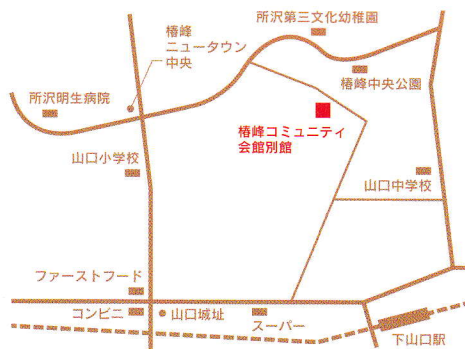 所沢第三文化幼稚園
椿峰
ニュータウン
中央
椿峰中央公園
所沢明生病院
椿峰コミュニティ
会館別館
山口小学校
山口中学校
ファーストフード
コンビニ
山口城址
スーパー
下山口駅